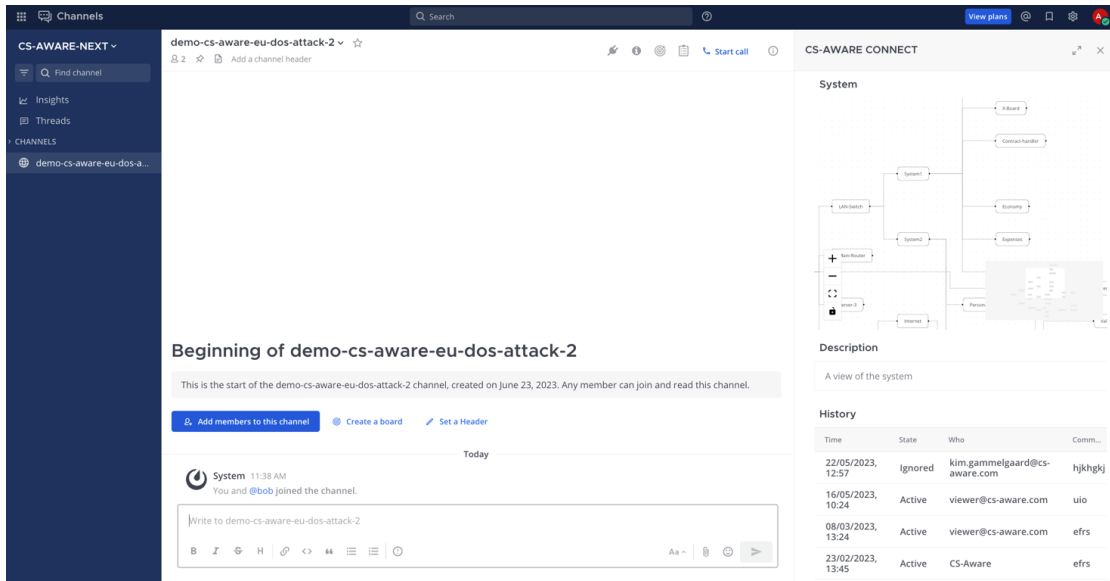 Channels
Search
View plans
A
CS-AWARE-NEXT
Find channel
Insights
Threads
CHANNELS
demo-cs-aware-eu-dos-a...
demo-cs-aware-eu-dos-attack-2
2
Add a channel header
Start call
Beginning of demo-cs-aware-eu-dos-attack-2
This is the start of the demo-cs-aware-eu-dos-attack-2 channel, created on June 23, 2023. Any member can join and read this channel.
Add members to this channel
Create a board
Set a Header
Today
System 11:38 AM
You and @bob joined the channel.
Write to demo-cs-aware-eu-dos-attack-2
B I S H
Aa
CS-AWARE CONNECT
System
X-Board
Contract-handler
System1
LAN-Switch
Economy
System2
Expenses
Main-Router
Internet
Description
A view of the system
History
Time State Who Comm...
22/05/2023, 12:57 Ignored kim.gammelgaard@cs-aware.com hjkhgkj
16/05/2023, 10:24 Active viewer@cs-aware.com uio
08/03/2023, 13:24 Active viewer@cs-aware.com efrs
23/02/2023, 13:45 Active CS-Aware efrs